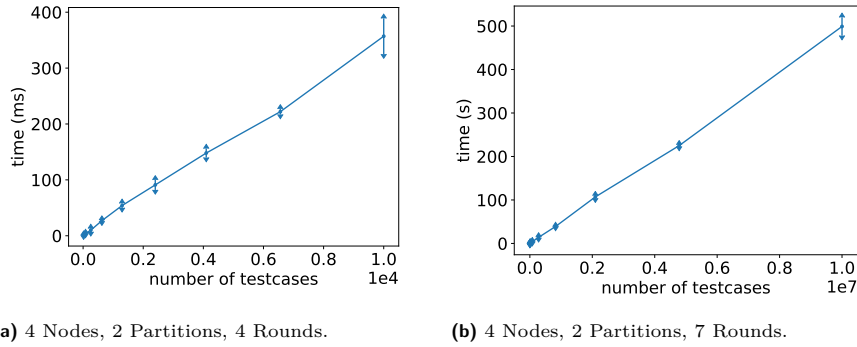 400
300
200
100
0
time (ms)
0.0 0.2 0.4 0.6 0.8 1.0
1e4
number of testcases
a) 4 Nodes, 2 Partitions, 4 Rounds.
500
400
300
200
100
0
time (s)
0.0 0.2 0.4 0.6 0.8 1.0
1e7
number of testcases
(b) 4 Nodes, 2 Partitions, 7 Rounds.